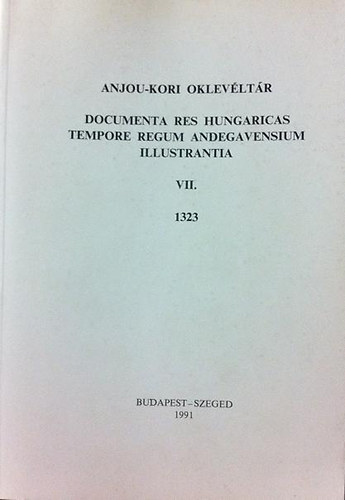 ANJOU-KORI OKLEVÉLTÁR
DOCUMENTA RES HUNGARICAS
TEMPORE REGUM ANDEGAVENSIUM
ILLUSTRANTIA
VII.
1323
BUDAPEST–SZEGED
1991